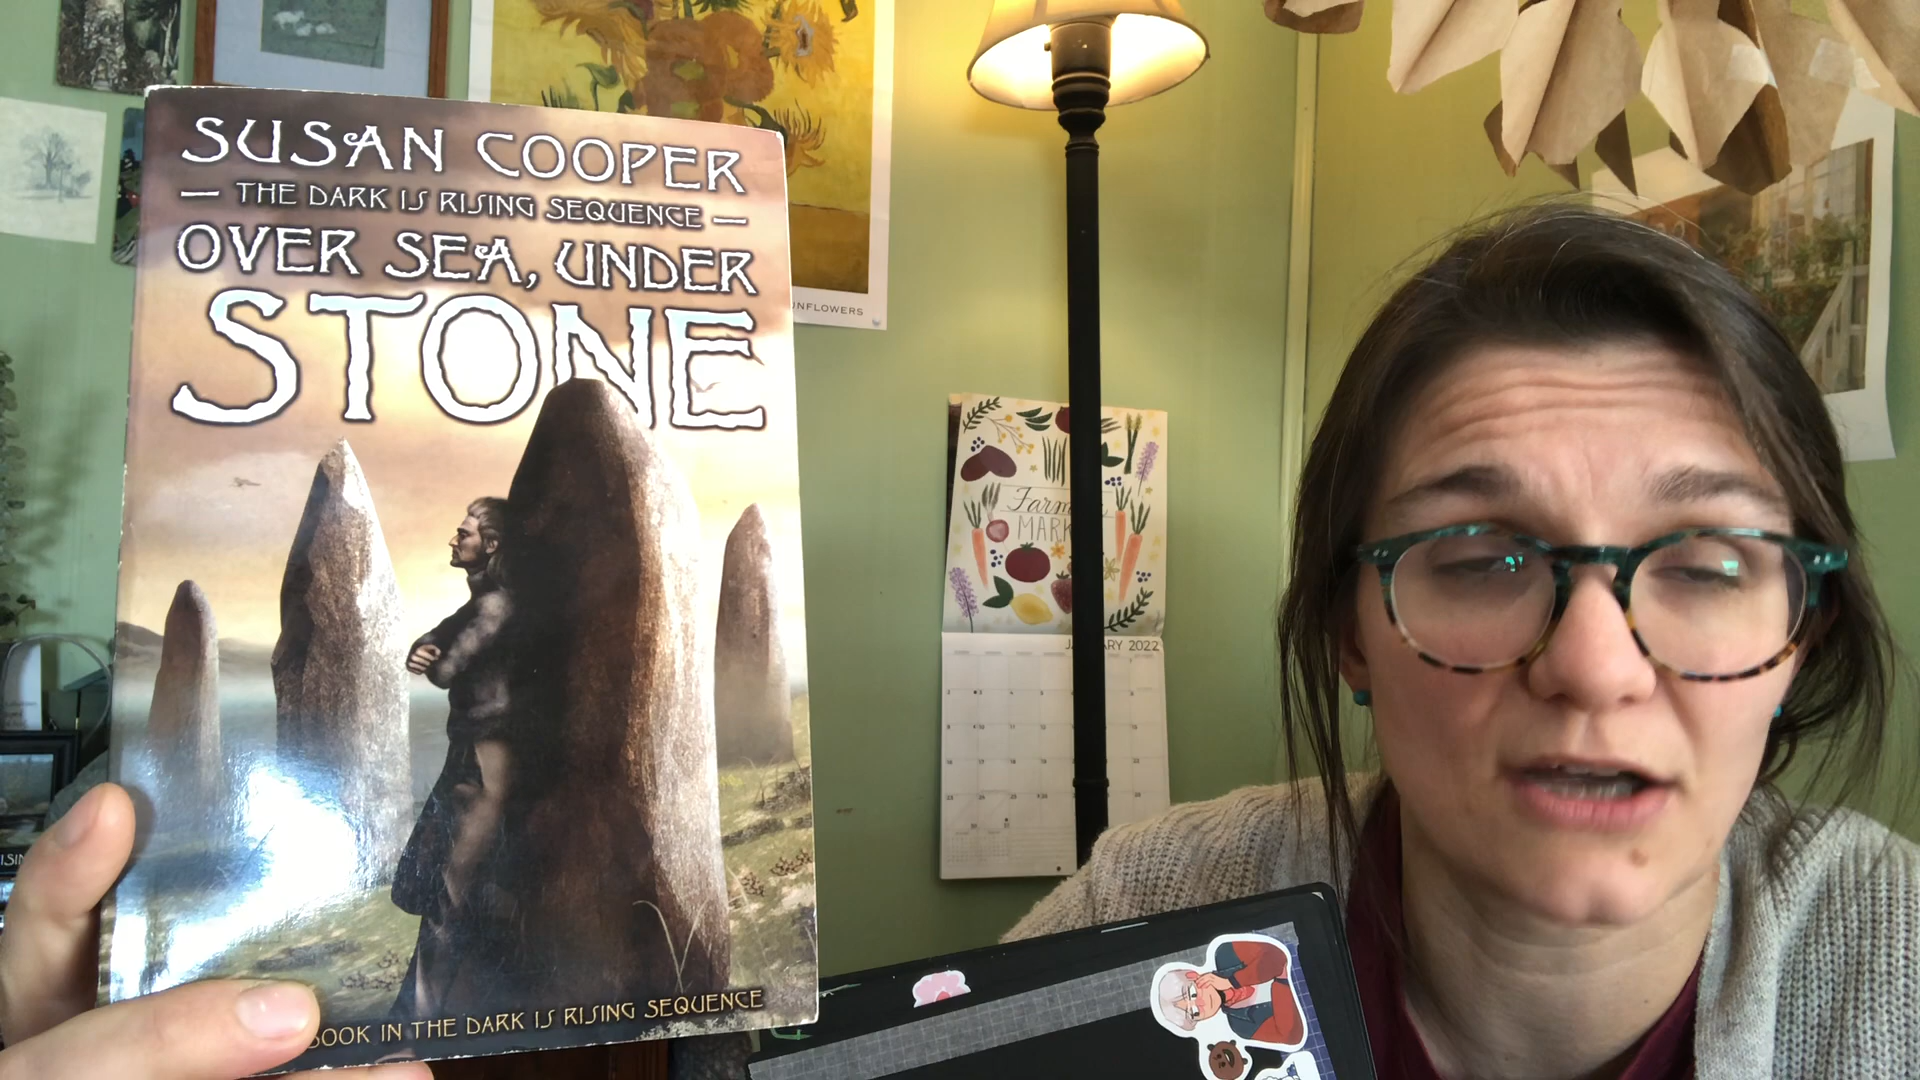 SUSAN COOPER
— THE DARK IS RISING SEQUENCE —
OVER SEA, UNDER
STONE
BOOK IN THE DARK IS RISING SEQUENCE
NFLOWERS
Farm
MARK
ARY 2022